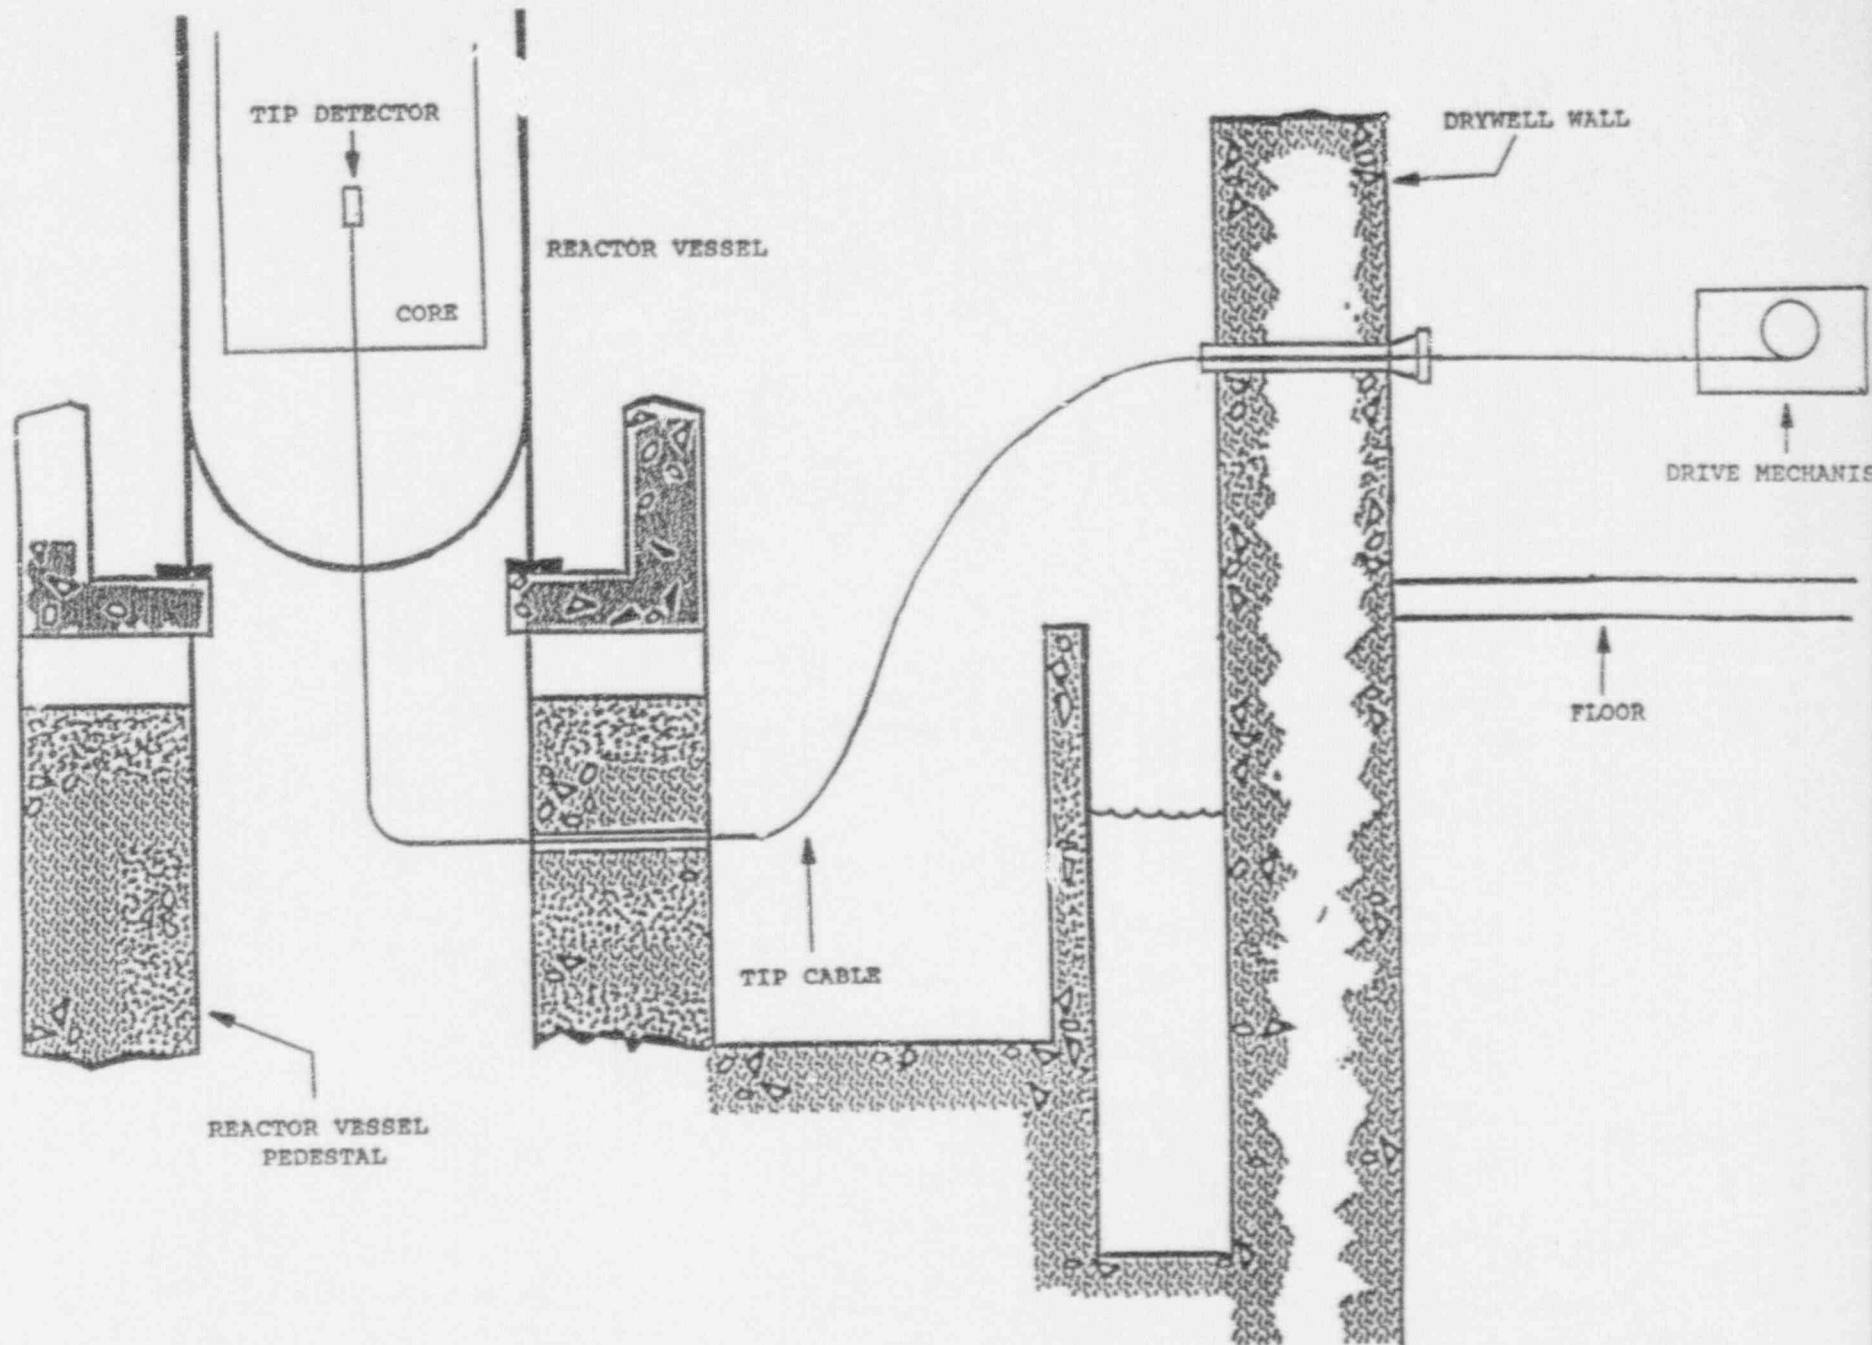 TIP DETECTOR
DRYWELL WALL
REACTOR VESSEL
CORE
DRIVE MECHANIS
FLOOR
TIP CABLE
REACTOR VESSEL
PEDESTAL